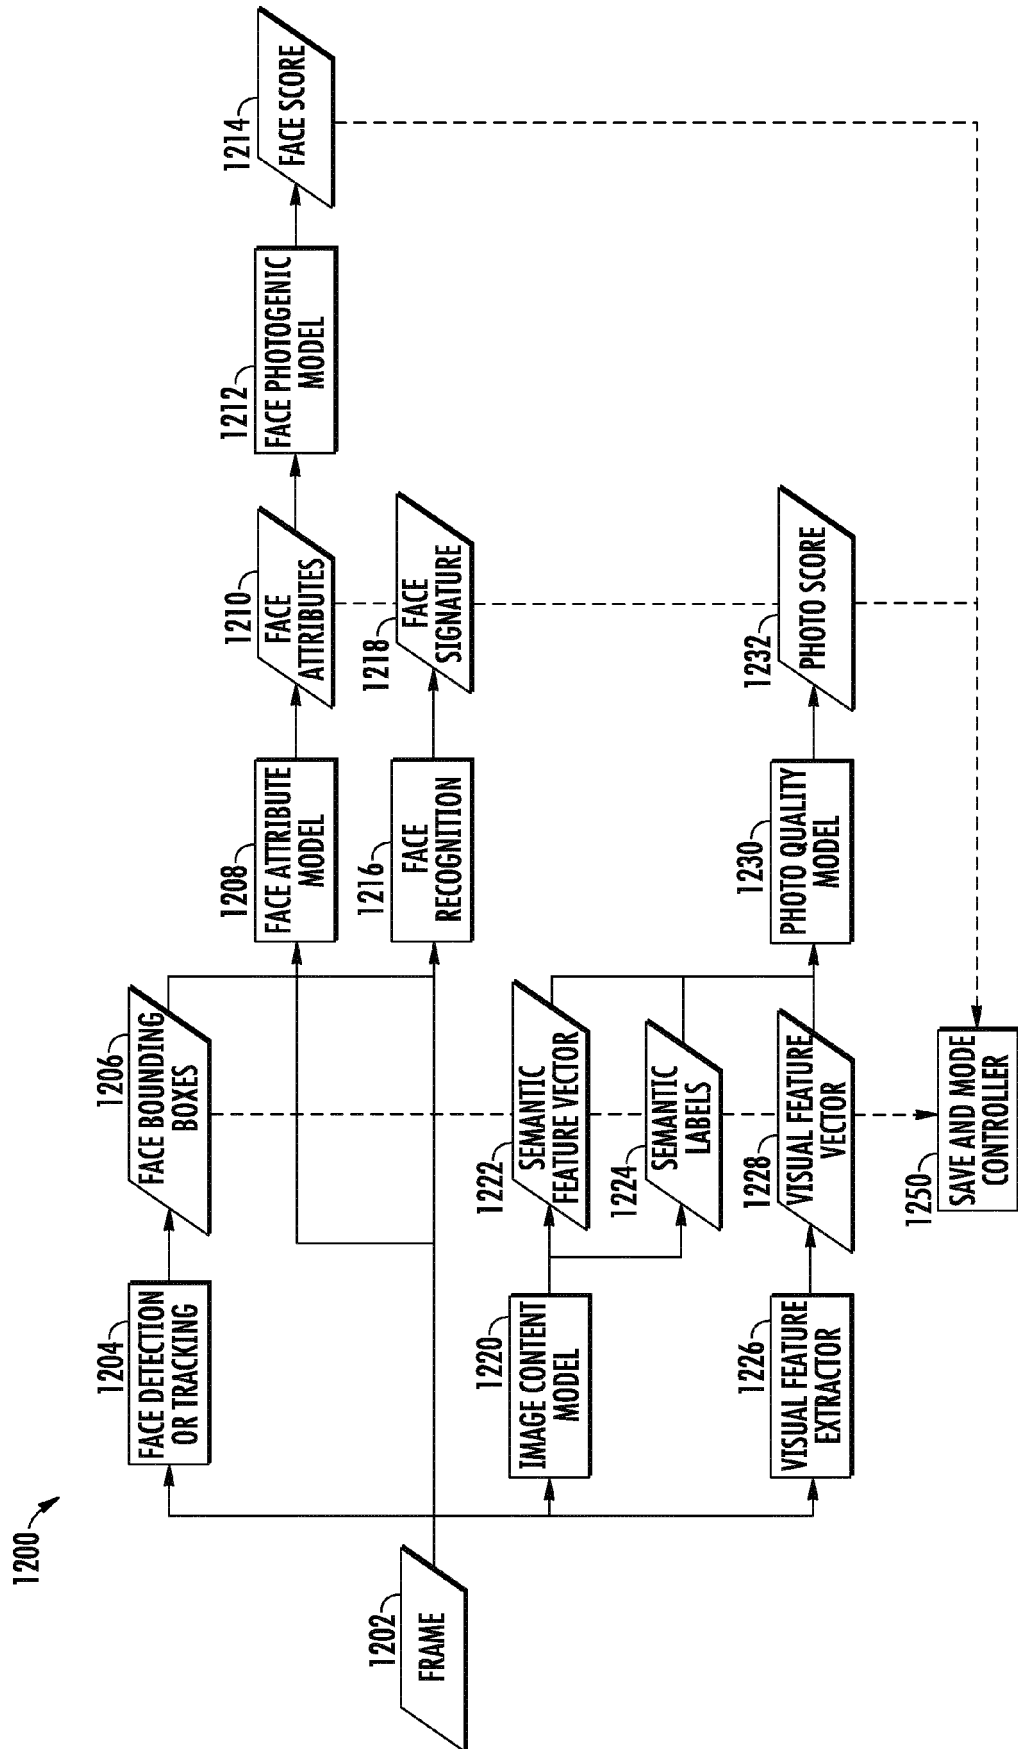 1200
1202
FRAME
1204
FACE DETECTION
OR TRACKING
1206
FACE BOUNDING
BOXES
1208
FACE ATTRIBUTE
MODEL
1210
FACE
ATTRIBUTES
1212
FACE PHOTOGENIC
MODEL
1214
FACE SCORE
1216
FACE
RECOGNITION
1218
FACE
SIGNATURE
1220
IMAGE CONTENT
MODEL
1222
SEMANTIC
FEATURE VECTOR
1224
SEMANTIC
LABELS
1226
VISUAL FEATURE
EXTRACTOR
1228
VISUAL FEATURE
VECTOR
1230
PHOTO QUALITY
MODEL
1232
PHOTO SCORE
1250
SAVE AND MODE
CONTROLLER